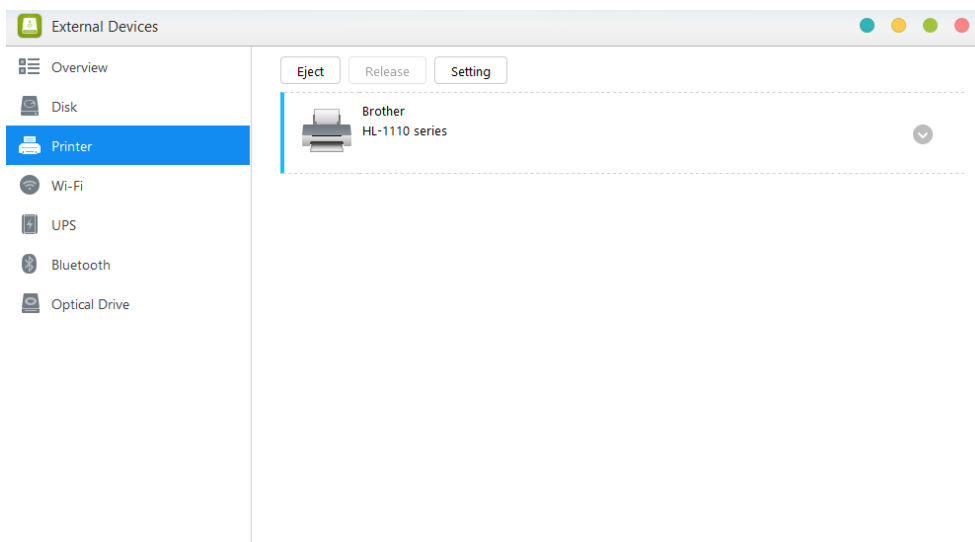 External Devices
Overview
Disk
Printer
Wi-Fi
UPS
Bluetooth
Optical Drive
Eject Release Setting
Brother
HL-1110 series